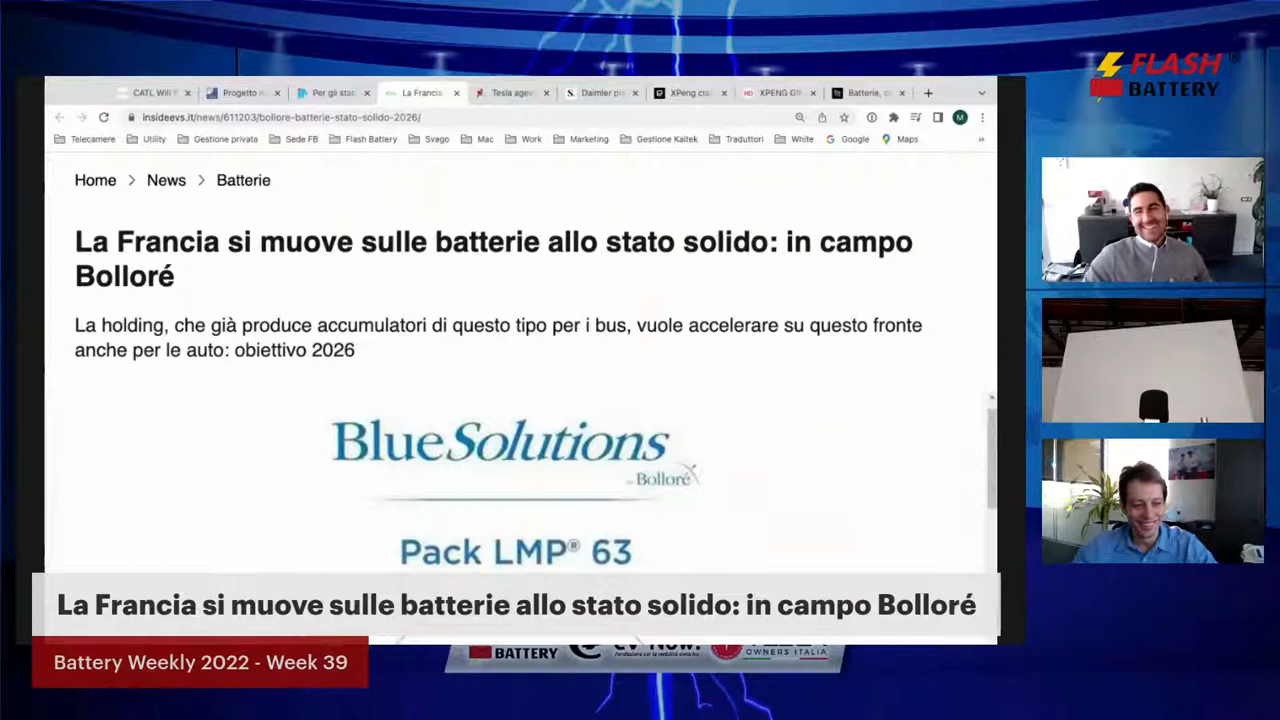 FLASH
BATTERY
CATL Will
Progetto
Per gli stat
La Francia
Tesla age
Daimler
XPeng
XPENG G9
Batterie, c
insideevs.it/news/611203/bollore-batterie-stato-solido-2026/
M
Telecamere Utility Gestione privata Sede FB Flash Battery Svago Mac Work Marketing Gestione Kaitek Traduttori White Google Maps
Home > News > Batterie
La Francia si muove sulle batterie allo stato solido: in campo
Bolloré
La holding, che già produce accumulatori di questo tipo per i bus, vuole accelerare su questo fronte
anche per le auto: obiettivo 2026
BlueSolutions
Bolloré
Pack LMP® 63
La Francia si muove sulle batterie allo stato solido: in campo Bolloré
Battery Weekly 2022 - Week 39
BATTERY
OWNERS ITALIA